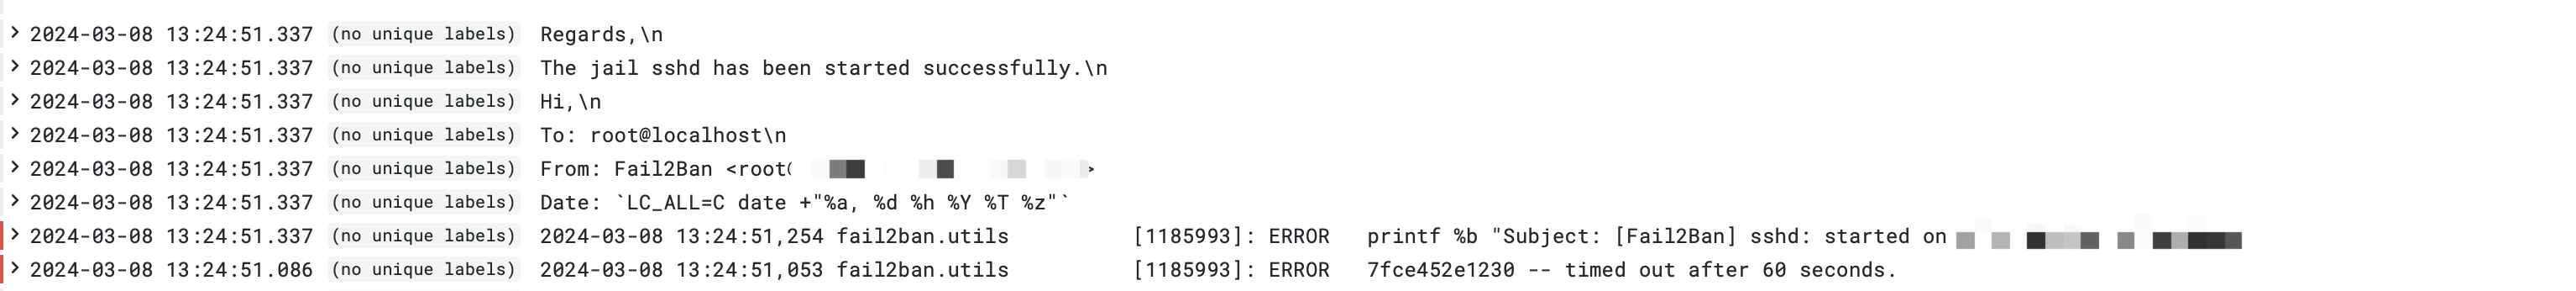 2024-03-08 13:24:51.337 (no unique labels) Regards,\n
2024-03-08 13:24:51.337 (no unique labels) The jail sshd has been started successfully.\n
2024-03-08 13:24:51.337 (no unique labels) Hi,\n
2024-03-08 13:24:51.337 (no unique labels) To: root@localhost\n
2024-03-08 13:24:51.337 (no unique labels) From: Fail2Ban <root
2024-03-08 13:24:51.337 (no unique labels) Date: `LC_ALL=C date +"%a, %d %h %Y %T %z"`
2024-03-08 13:24:51.337 (no unique labels) 2024-03-08 13:24:51,254 fail2ban.utils [1185993]: ERROR printf %b "Subject: [Fail2Ban] sshd: started on
2024-03-08 13:24:51.086 (no unique labels) 2024-03-08 13:24:51,053 fail2ban.utils [1185993]: ERROR 7fce452e1230 -- timed out after 60 seconds.